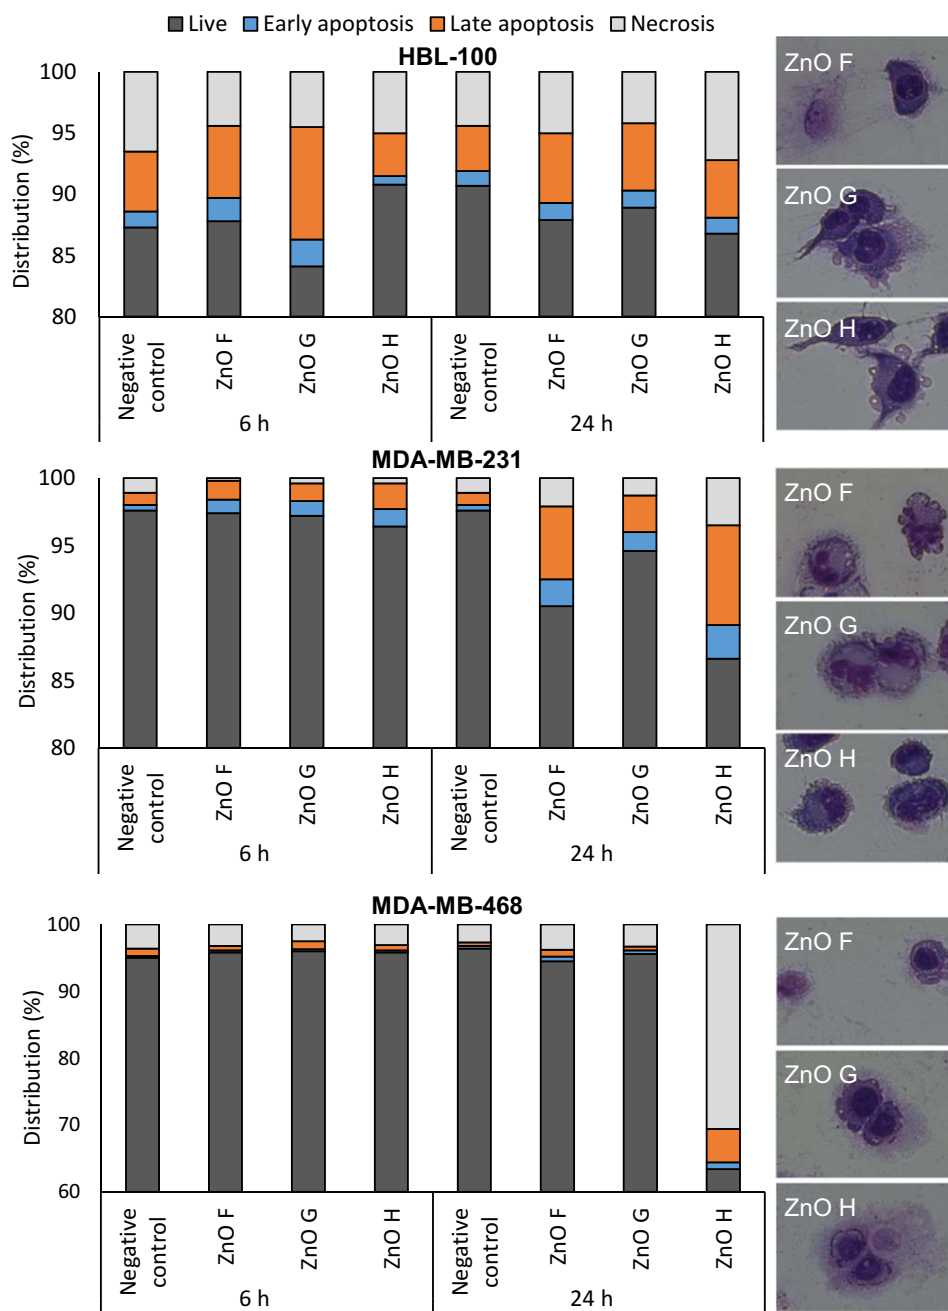 Live Early apoptosis Late apoptosis Necrosis
HBL-100
Distribution (%)
100
95
90
85
80
Negative control
ZnO F
ZnO G
ZnO H
Negative control
ZnO F
ZnO G
ZnO H
6 h
24 h
ZnO F
ZnO G
ZnO H
MDA-MB-231
Distribution (%)
100
95
90
85
80
Negative control
ZnO F
ZnO G
ZnO H
Negative control
ZnO F
ZnO G
ZnO H
6 h
24 h
ZnO F
ZnO G
ZnO H
MDA-MB-468
Distribution (%)
100
90
80
70
60
Negative control
ZnO F
ZnO G
ZnO H
Negative control
ZnO F
ZnO G
ZnO H
6 h
24 h
ZnO F
ZnO G
ZnO H